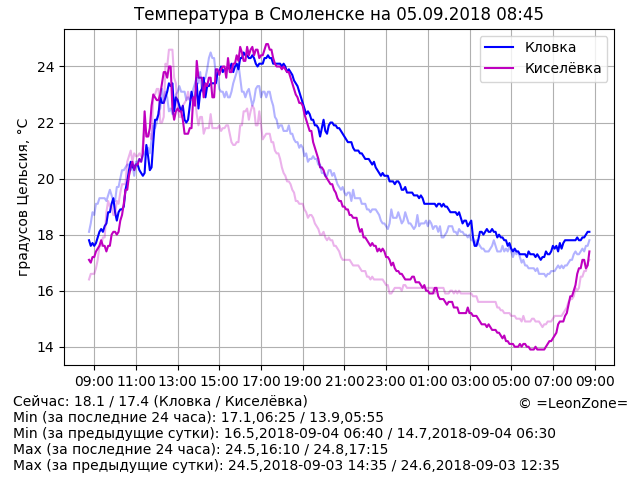 Температура в Смоленске на 05.09.2018 08:45
градусов Цельсия, °C
24
22
20
18
16
14
Кловка
Киселёвка
09:00 11:00 13:00 15:00 17:00 19:00 21:00 23:00 01:00 03:00 05:00 07:00 09:00
Сейчас: 18.1 / 17.4 (Кловка / Киселёвка)
© =LeonZone=
Min (за последние 24 часа): 17.1,06:25 / 13.9,05:55
Min (за предыдущие сутки): 16.5,2018-09-04 06:40 / 14.7,2018-09-04 06:30
Max (за последние 24 часа): 24.5,16:10 / 24.8,17:15
Max (за предыдущие сутки): 24.5,2018-09-03 14:35 / 24.6,2018-09-03 12:35